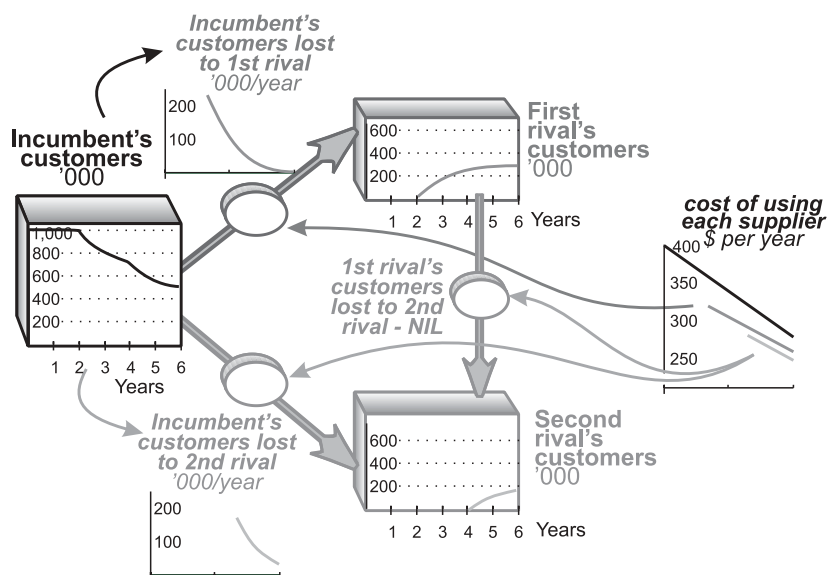 Incumbent's
customers lost
to 1st rival
'000/year
200
100
Incumbent's
customers
'000
1,000
800
600
400
200
1 2 3 4 5 6
Years
First
rival's
customers
'000
600
400
200
1 2 3 4 5 6 Years
cost of using
each supplier
$ per year
400
350
300
250
1st rival's
customers
lost to 2nd
rival - NIL
Incumbent's
customers lost
to 2nd rival
'000/year
200
100
Second
rival's
customers
'000
600
400
200
1 2 3 4 5 6 Years